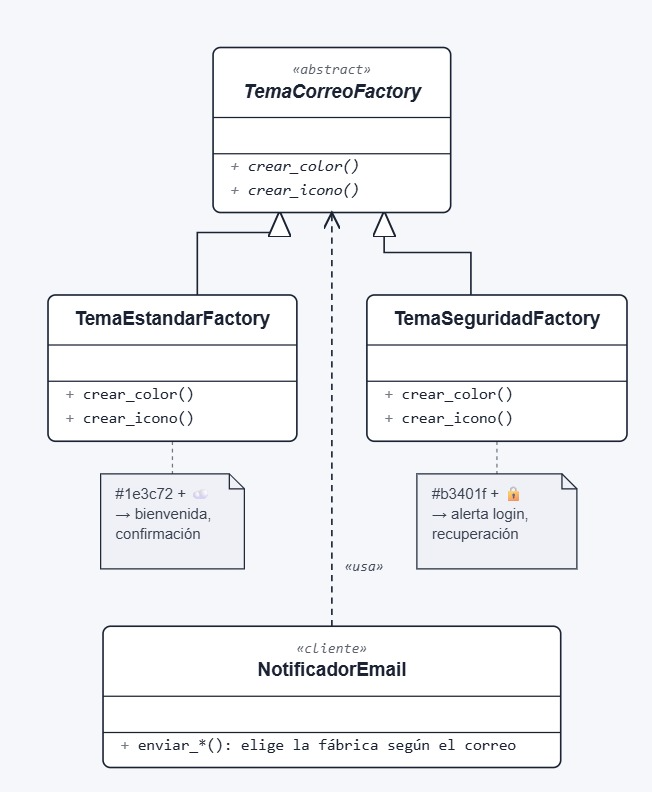 «abstract»
TemaCorreoFactory
+ crear_color()
+ crear_icono()
TemaEstandarFactory
+ crear_color()
+ crear_icono()
TemaSeguridadFactory
+ crear_color()
+ crear_icono()
#1e3c72 + ☁️
→ bienvenida,
confirmación
#b3401f + 🔒
→ alerta login,
recuperación
«usa»
«cliente»
NotificadorEmail
+ enviar_*(): elige la fábrica según el correo